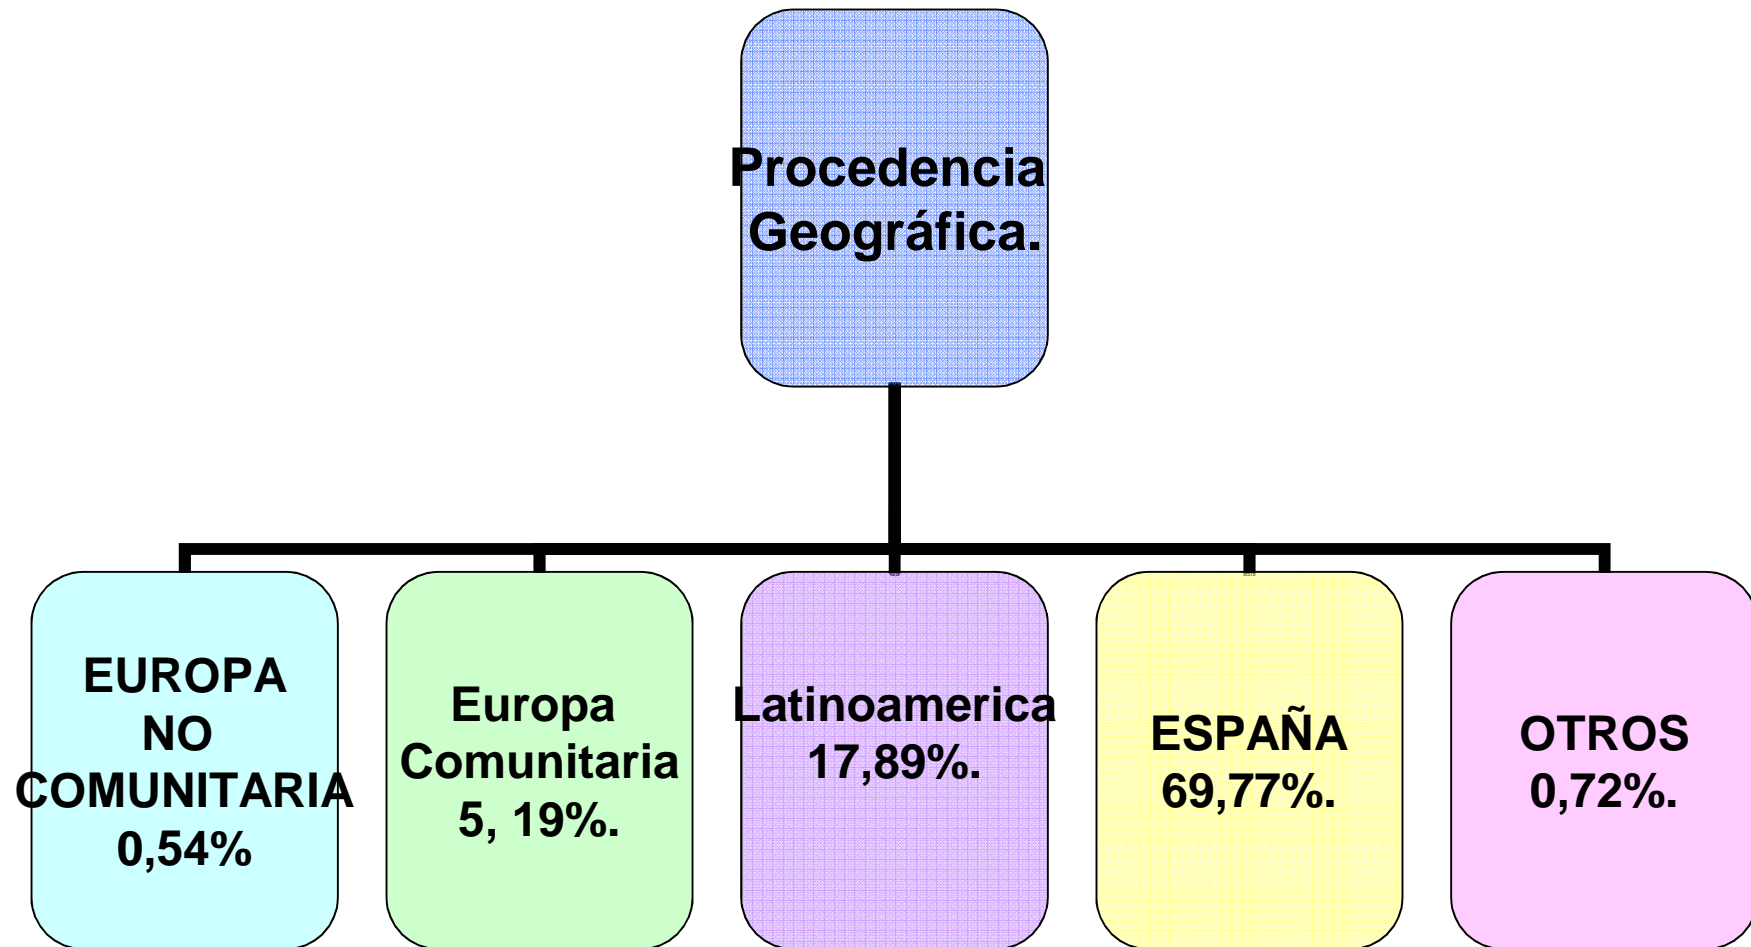 Procedencia
Geográfica.
EUROPA
NO
COMUNITARIA
0,54%
Europa
Comunitaria
5, 19%.
Latinoamerica
17,89%.
ESPAÑA
69,77%.
OTROS
0,72%.